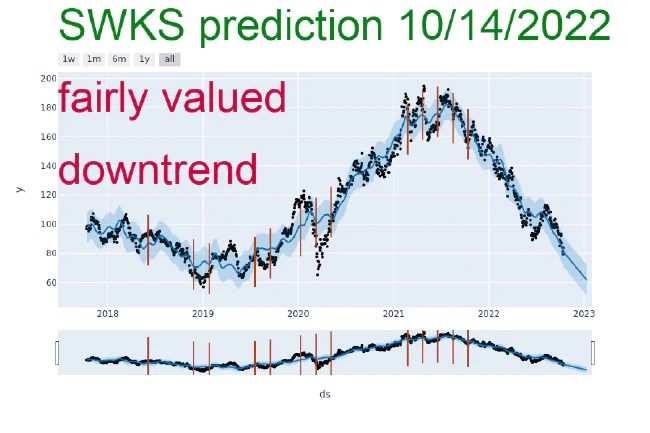 SWKS prediction 10/14/2022
1w 1m 6m 1y all
200
fairly valued
180
160
downtrend
140
120
y
100
80
60
2018 2019 2020 2021 2022 2023
ds